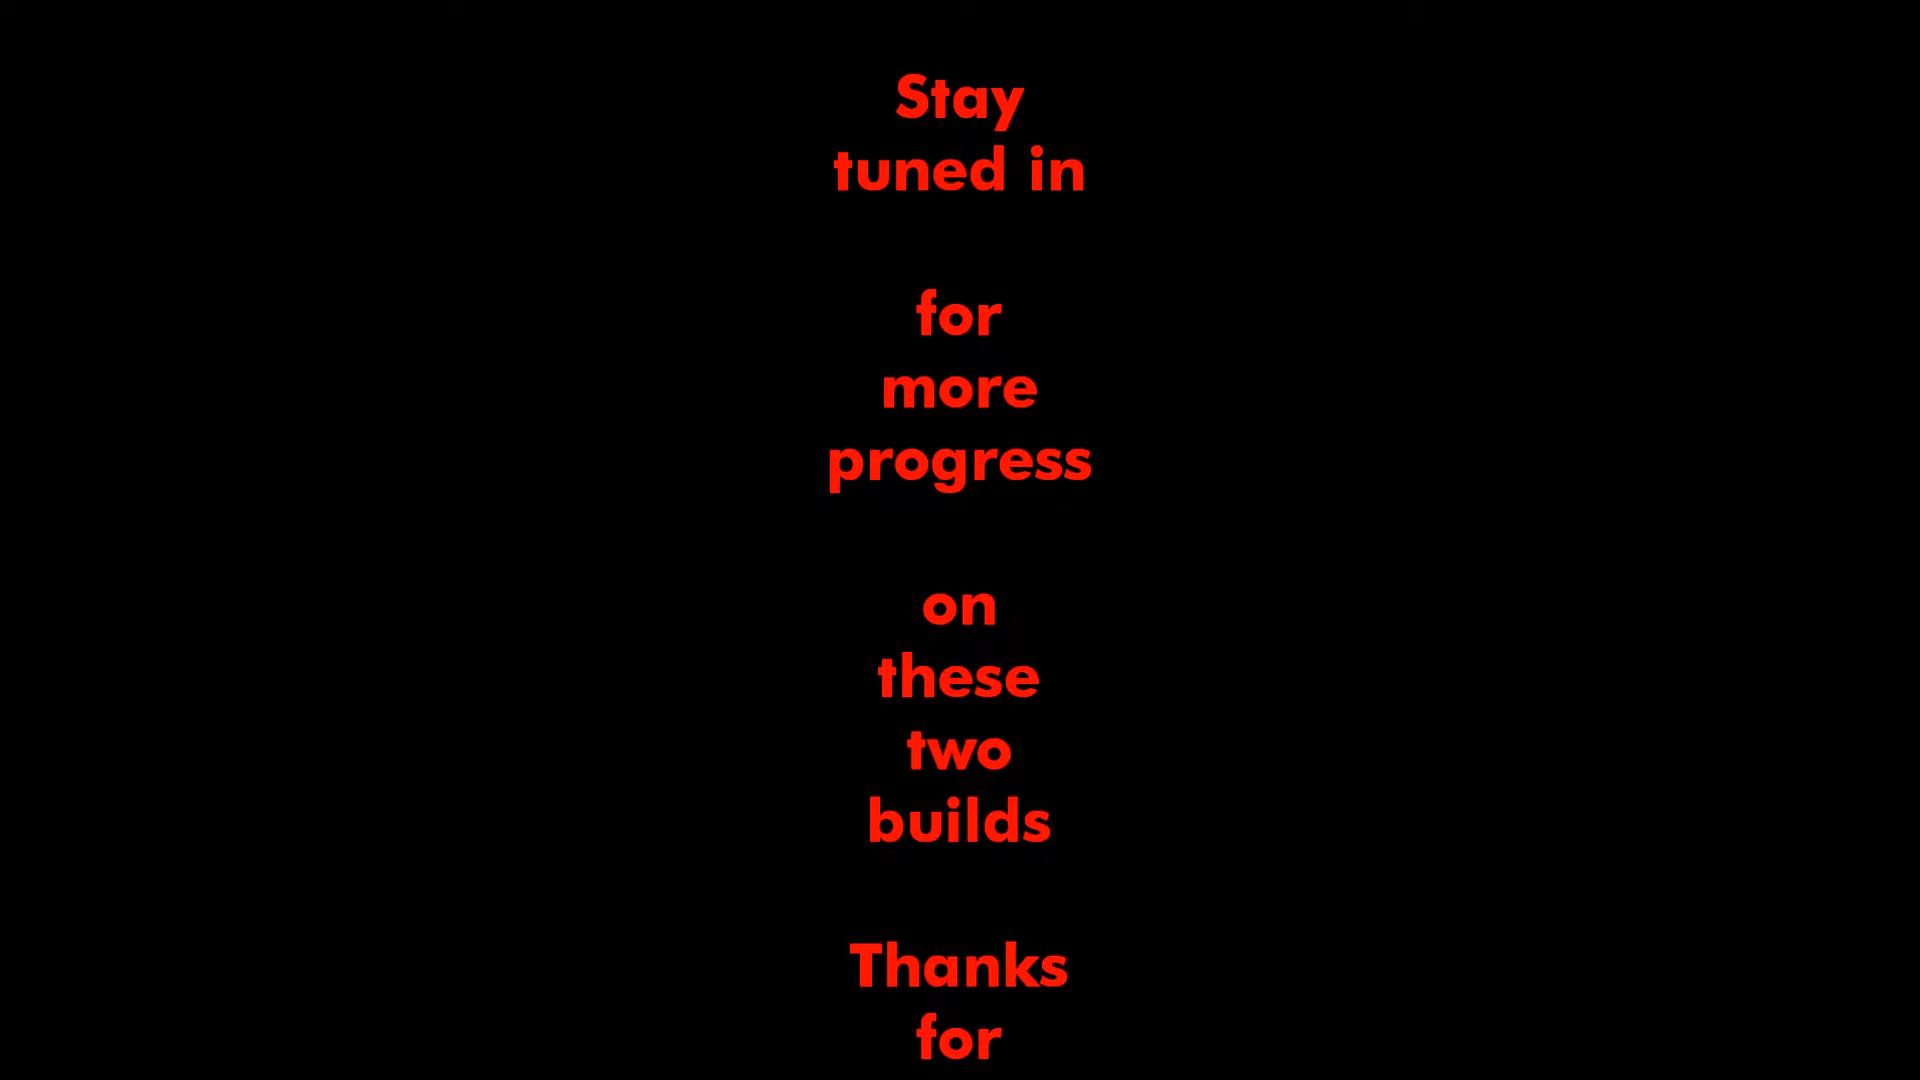 Stay
tuned in
for
more
progress
on
these
two
builds
Thanks
for